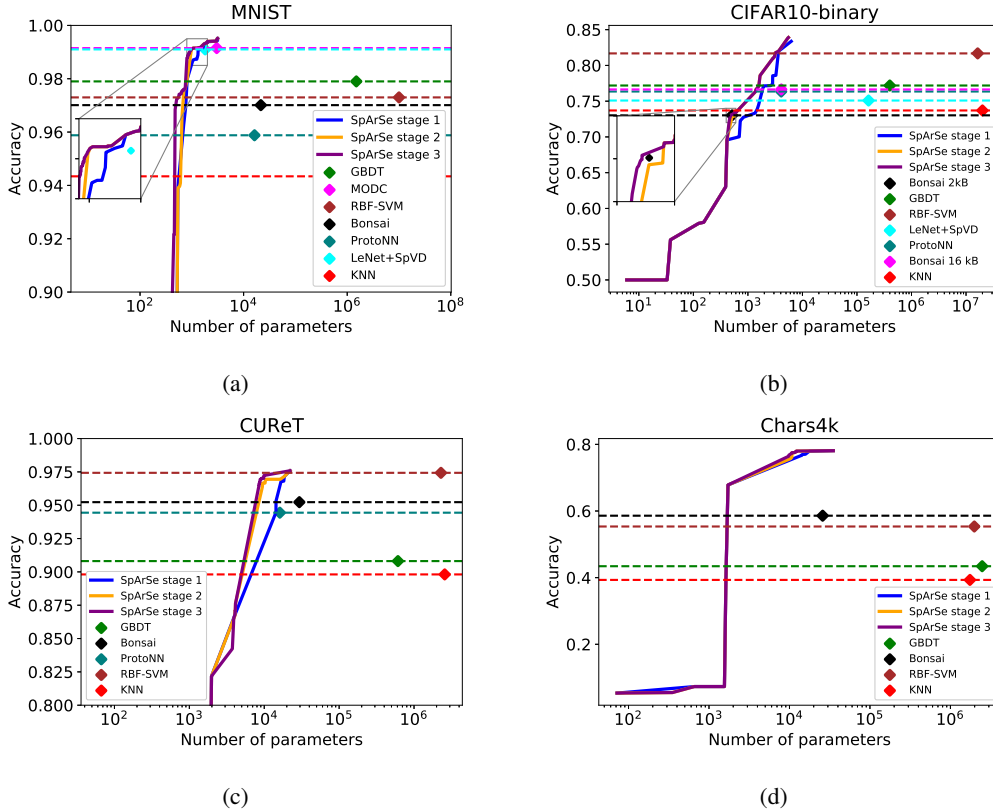 MNIST
1.00
0.98
0.96
0.94
0.92
0.90
Accuracy
10^2
10^4
10^6
10^8
Number of parameters
SpArSe stage 1
SpArSe stage 2
SpArSe stage 3
GBDT
MODC
RBF-SVM
Bonsai
ProtoNN
LeNet+SpVD
KNN
(a)
CIFAR10-binary
0.85
0.80
0.75
0.70
0.65
0.60
0.55
0.50
Accuracy
10^1
10^2
10^3
10^4
10^5
10^6
10^7
Number of parameters
SpArSe stage 1
SpArSe stage 2
SpArSe stage 3
Bonsai 2kB
GBDT
RBF-SVM
LeNet+SpVD
ProtoNN
Bonsai 16 kB
KNN
(b)
CUReT
1.000
0.975
0.950
0.925
0.900
0.875
0.850
0.825
0.800
Accuracy
10^2
10^3
10^4
10^5
10^6
Number of parameters
SpArSe stage 1
SpArSe stage 2
SpArSe stage 3
GBDT
Bonsai
ProtoNN
RBF-SVM
KNN
(c)
Chars4k
0.8
0.6
0.4
0.2
Accuracy
10^2
10^3
10^4
10^5
10^6
Number of parameters
SpArSe stage 1
SpArSe stage 2
SpArSe stage 3
GBDT
Bonsai
RBF-SVM
KNN
(d)